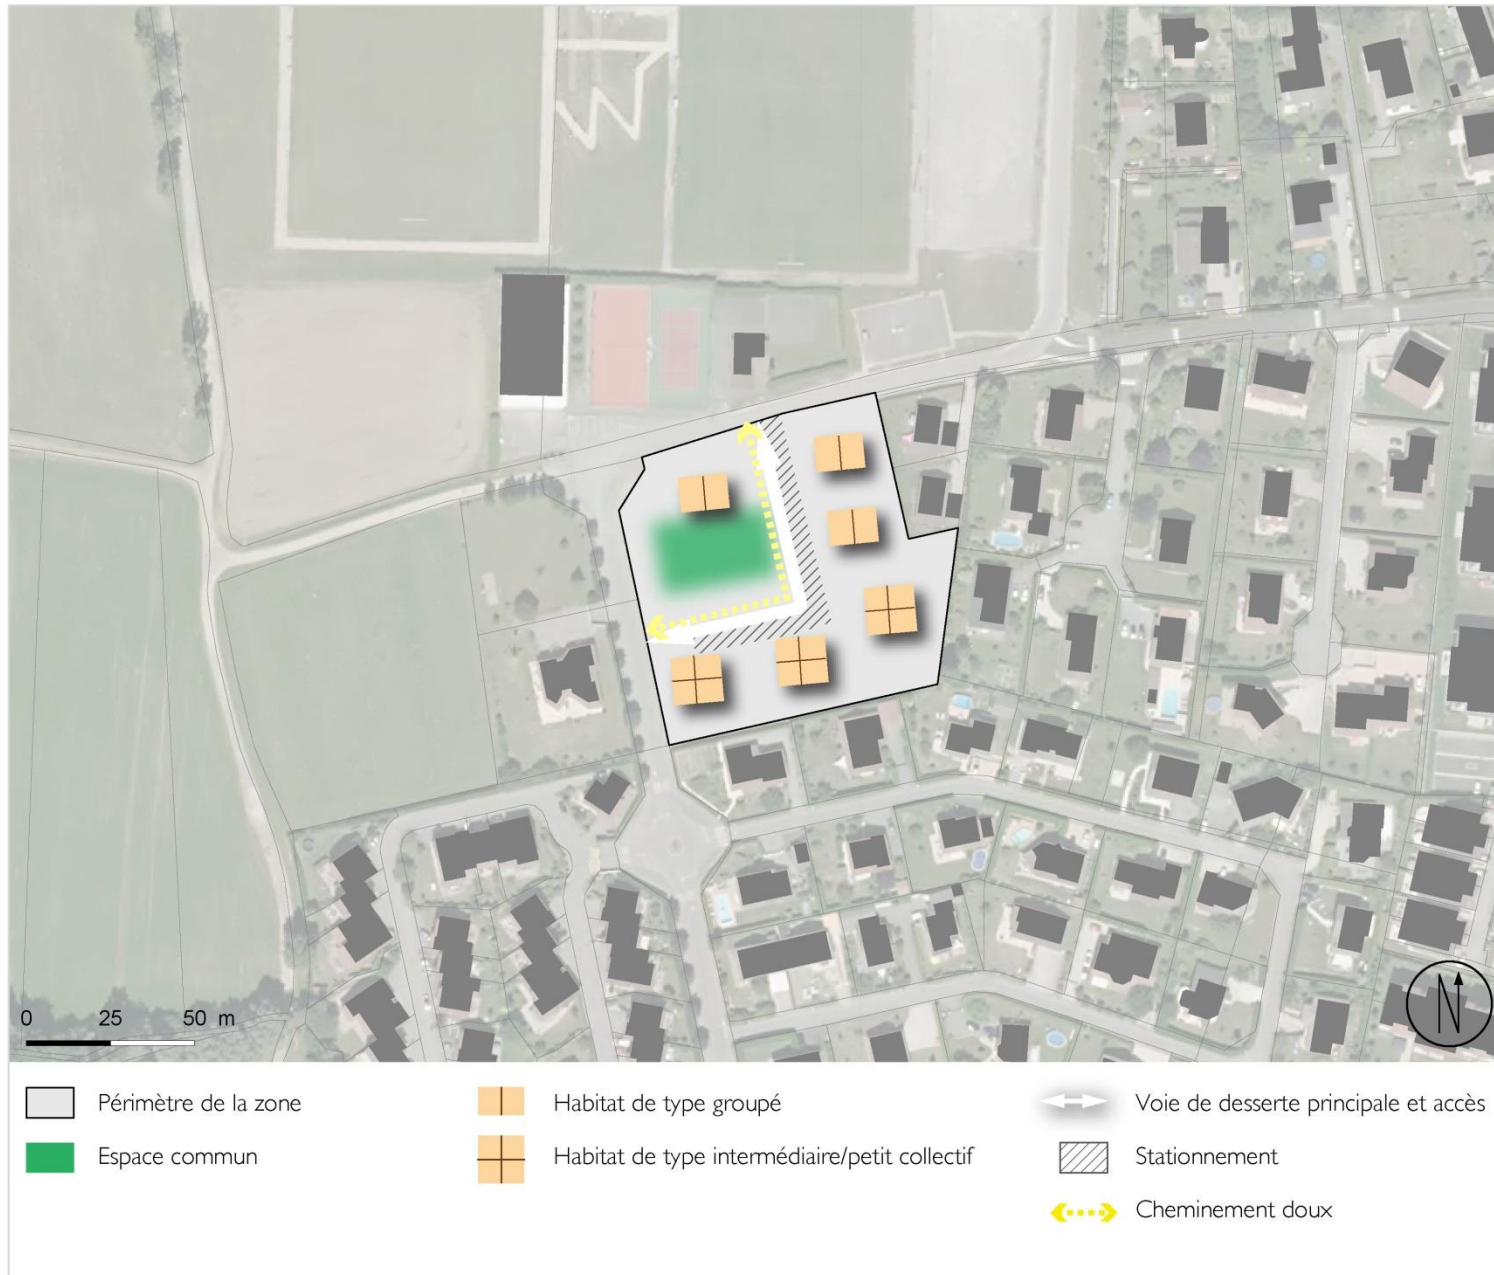 0 25 50 m
N
Périmètre de la zone
Habitat de type groupé
Voie de desserte principale et accès
Espace commun
Habitat de type intermédiaire/petit collectif
Stationnement
Cheminement doux